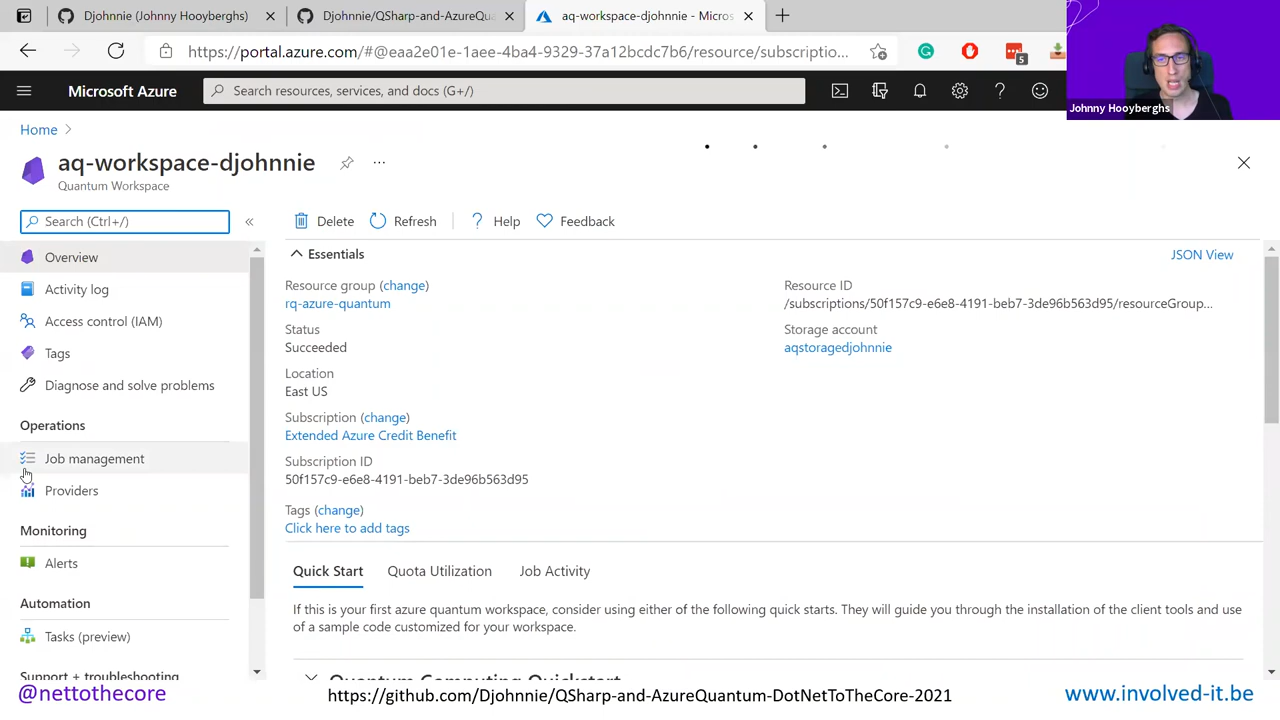 Djohnnie (Johnny Hooyberghs)
Djohnnie/QSharp-and-AzureQua
aq-workspace-djohnnie - Micros
https://portal.azure.com/#@eaa2e01e-1aee-4ba4-9329-37a12bcdc7b6/resource/subscriptio...
5
Microsoft Azure
Search resources, services, and docs (G+/)
Johnny Hooyberghs
Home
aq-workspace-djohnnie
Quantum Workspace
Search (Ctrl+/)
Delete
Refresh
Help
Feedback
Overview
Activity log
Access control (IAM)
Tags
Diagnose and solve problems
Operations
Job management
Providers
Monitoring
Alerts
Automation
Tasks (preview)
Support + troubleshooting
Essentials
JSON View
Resource group (change)
rq-azure-quantum
Status
Succeeded
Location
East US
Subscription (change)
Extended Azure Credit Benefit
Subscription ID
50f157c9-e6e8-4191-beb7-3de96b563d95
Tags (change)
Click here to add tags
Resource ID
/subscriptions/50f157c9-e6e8-4191-beb7-3de96b563d95/resourceGroup...
Storage account
aqstoragedjohnnie
Quick Start
Quota Utilization
Job Activity
If this is your first azure quantum workspace, consider using either of the following quick starts. They will guide you through the installation of the client tools and use
of a sample code customized for your workspace.
Quantum Computing Quickstart
@nettothecore
https://github.com/Djohnnie/QSharp-and-AzureQuantum-DotNetToTheCore-2021
www.involved-it.be